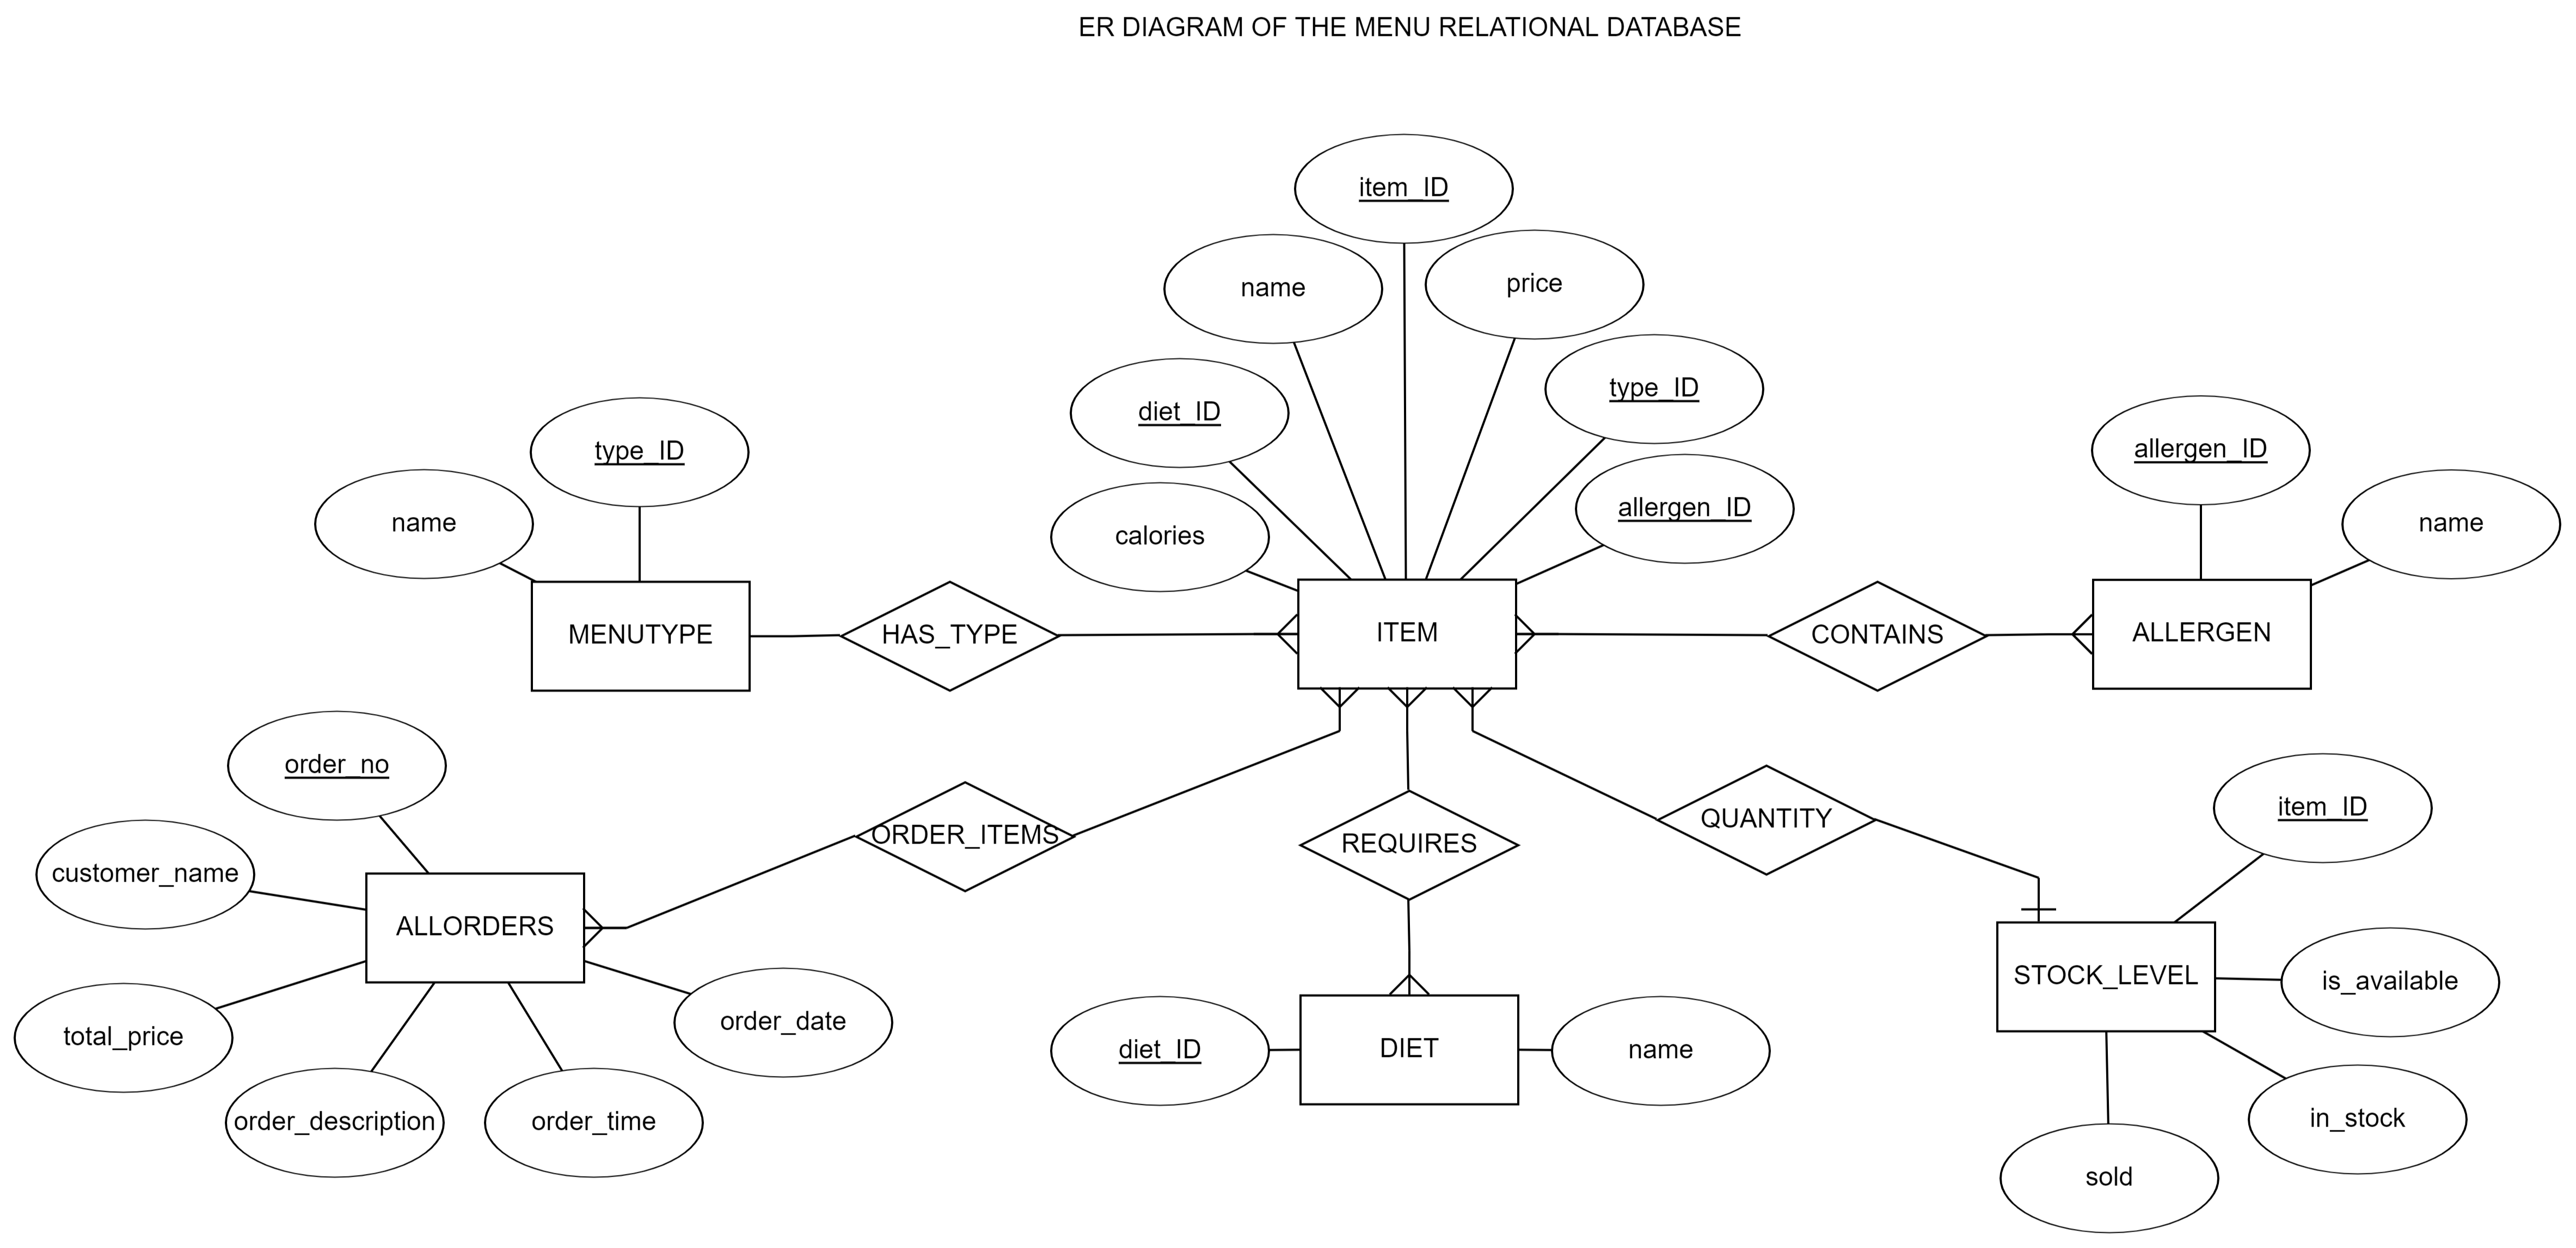 ER DIAGRAM OF THE MENU RELATIONAL DATABASE
item_ID
name
price
diet_ID
type_ID
calories
allergen_ID
type_ID
name
allergen_ID
name
MENUTYPE
HAS_TYPE
ITEM
CONTAINS
ALLERGEN
order_no
customer_name
ALLORDERS
total_price
order_description
order_time
order_date
ORDER_ITEMS
REQUIRES
QUANTITY
diet_ID
DIET
name
item_ID
STOCK_LEVEL
is_available
in_stock
sold